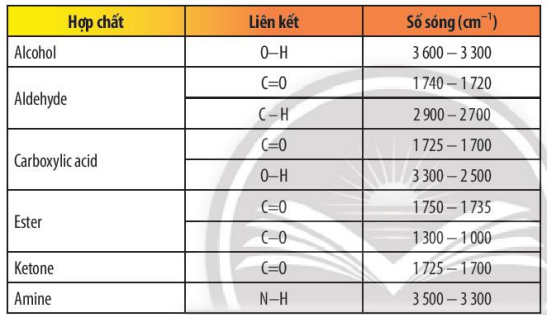 Hợp chất Liên kết Số sóng (cm⁻¹)
Alcohol O–H 3 600 – 3 300
Aldehyde C=O 1 740 – 1 720
C – H 2 900 – 2 700
Carboxylic acid C=O 1 725 – 1 700
O–H 3 300 – 2 500
Ester C=O 1 750 – 1 735
C–O 1 300 – 1 000
Ketone C=O 1 725 – 1 700
Amine N–H 3 500 – 3 300